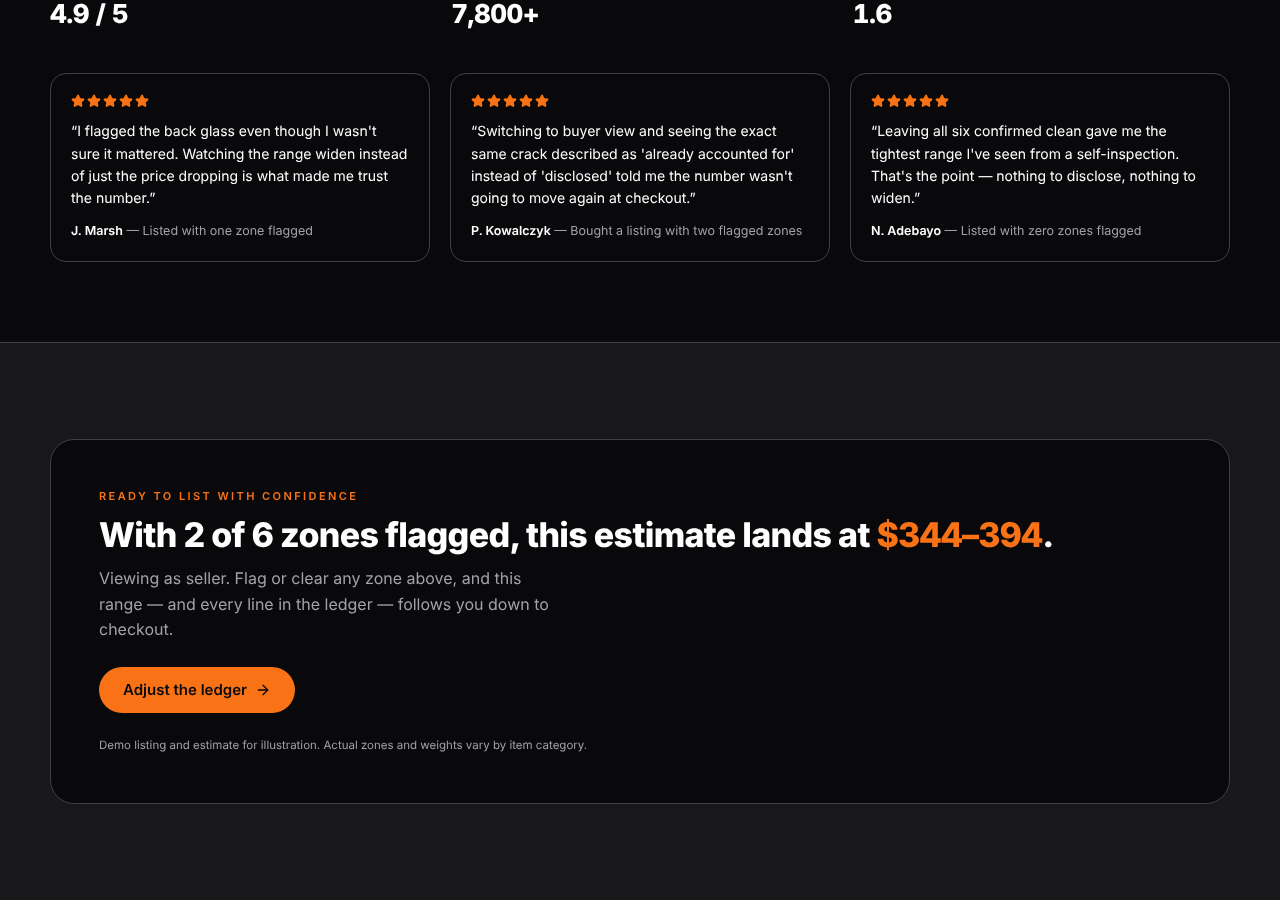 4.9 / 5
7,800+
1.6
“I flagged the back glass even though I wasn't
sure it mattered. Watching the range widen instead
of just the price dropping is what made me trust
the number.”
J. Marsh — Listed with one zone flagged
“Switching to buyer view and seeing the exact
same crack described as 'already accounted for'
instead of 'disclosed' told me the number wasn't
going to move again at checkout.”
P. Kowalczyk — Bought a listing with two flagged zones
“Leaving all six confirmed clean gave me the
tightest range I've seen from a self-inspection.
That's the point — nothing to disclose, nothing to
widen.”
N. Adebayo — Listed with zero zones flagged
READY TO LIST WITH CONFIDENCE
With 2 of 6 zones flagged, this estimate lands at $344–394.
Viewing as seller. Flag or clear any zone above, and this
range — and every line in the ledger — follows you down to
checkout.
Adjust the ledger →
Demo listing and estimate for illustration. Actual zones and weights vary by item category.